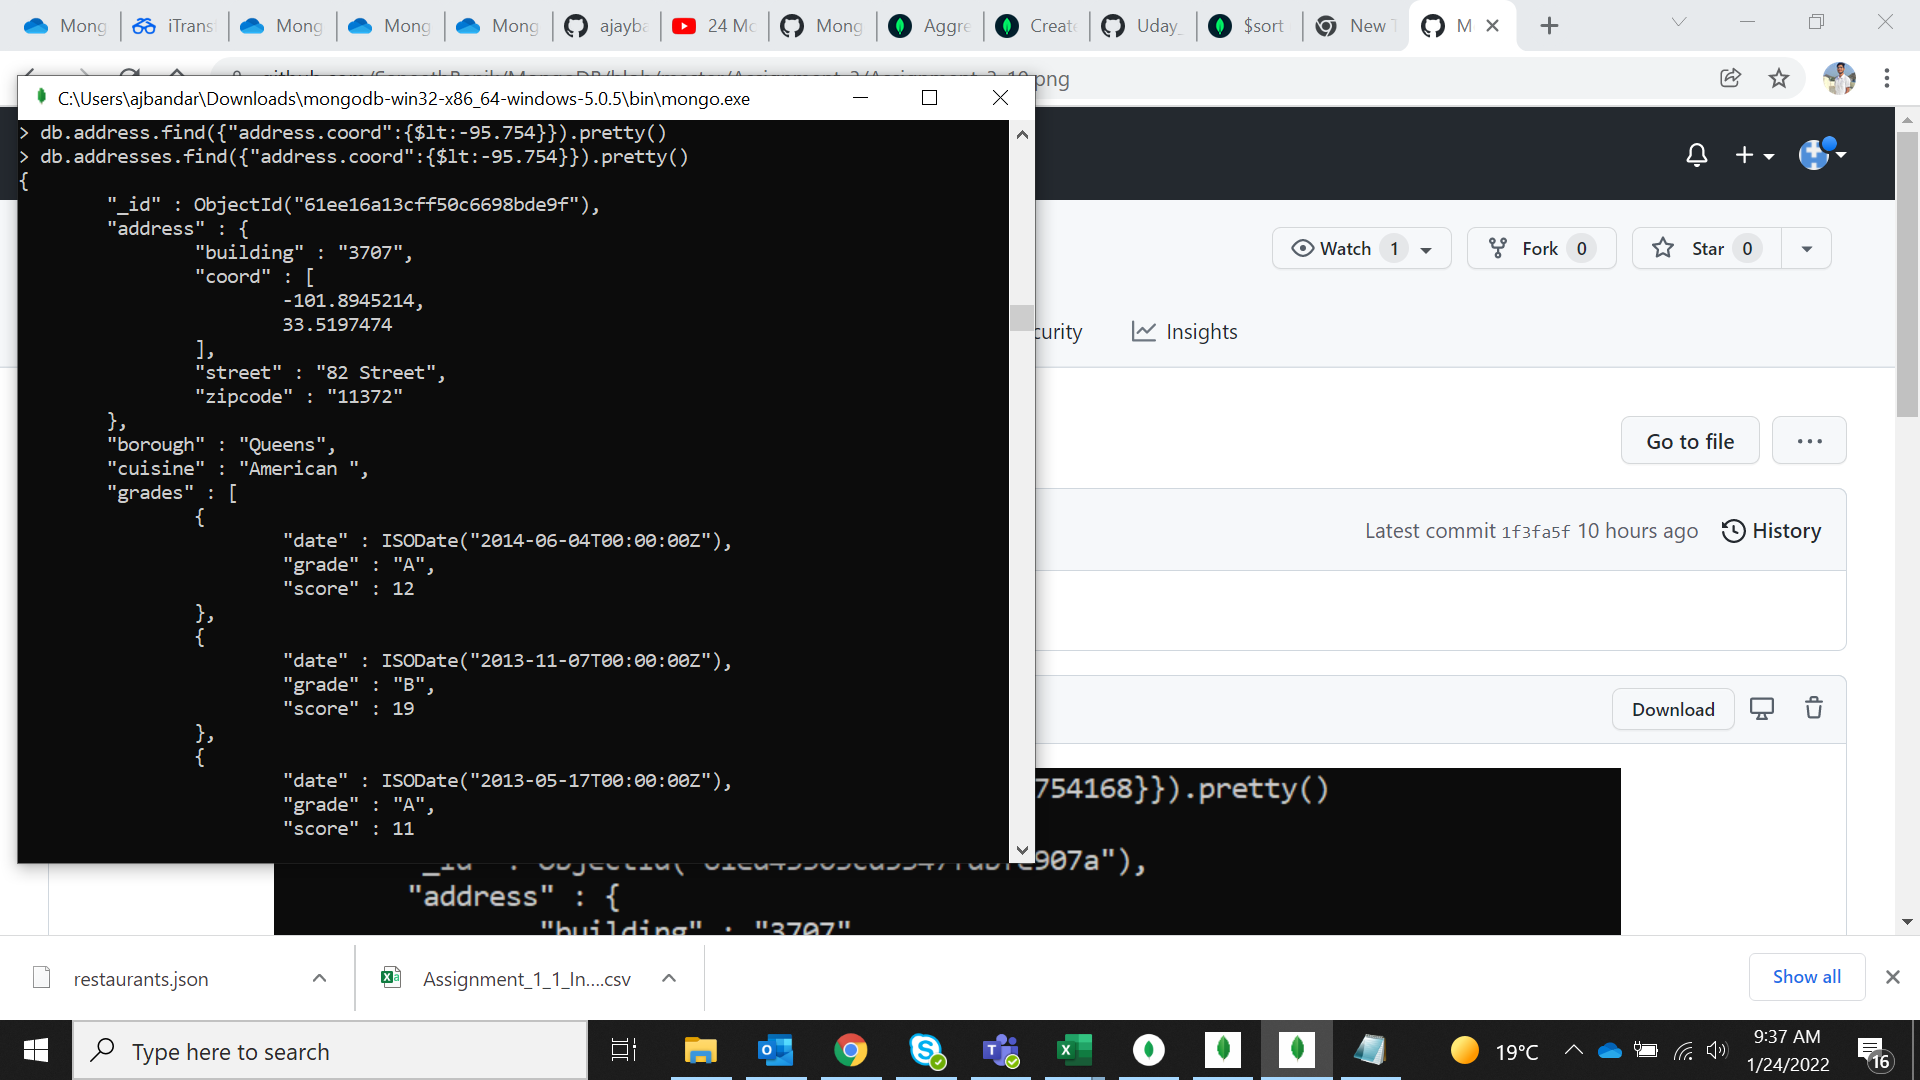 Mong
iTrans
Mong
Mong
Mong
ajayba
24 Mo
Mong
Aggre
Create
Uday_
$sort
New T
M
png
C:\Users\ajbandar\Downloads\mongodb-win32-x86_64-windows-5.0.5\bin\mongo.exe
> db.address.find({"address.coord":{$lt:-95.754}}).pretty()
> db.addresses.find({"address.coord":{$lt:-95.754}}).pretty()
{
"_id" : ObjectId("61ee16a13cff50c6698bde9f"),
"address" : {
"building" : "3707",
"coord" : [
-101.8945214,
33.5197474
],
"street" : "82 Street",
"zipcode" : "11372"
},
"borough" : "Queens",
"cuisine" : "American ",
"grades" : [
{
"date" : ISODate("2014-06-04T00:00:00Z"),
"grade" : "A",
"score" : 12
},
{
"date" : ISODate("2013-11-07T00:00:00Z"),
"grade" : "B",
"score" : 19
},
{
"date" : ISODate("2013-05-17T00:00:00Z"),
"grade" : "A",
"score" : 11
Watch 1
Fork 0
Star 0
curity
Insights
Go to file
Latest commit 1f3fa5f 10 hours ago
History
Download
754168}}).pretty()
907a"),
"address" : {
"building" : "3707"
restaurants.json
Assignment_1_1_In....csv
Show all
Type here to search
19°C
9:37 AM
1/24/2022
16